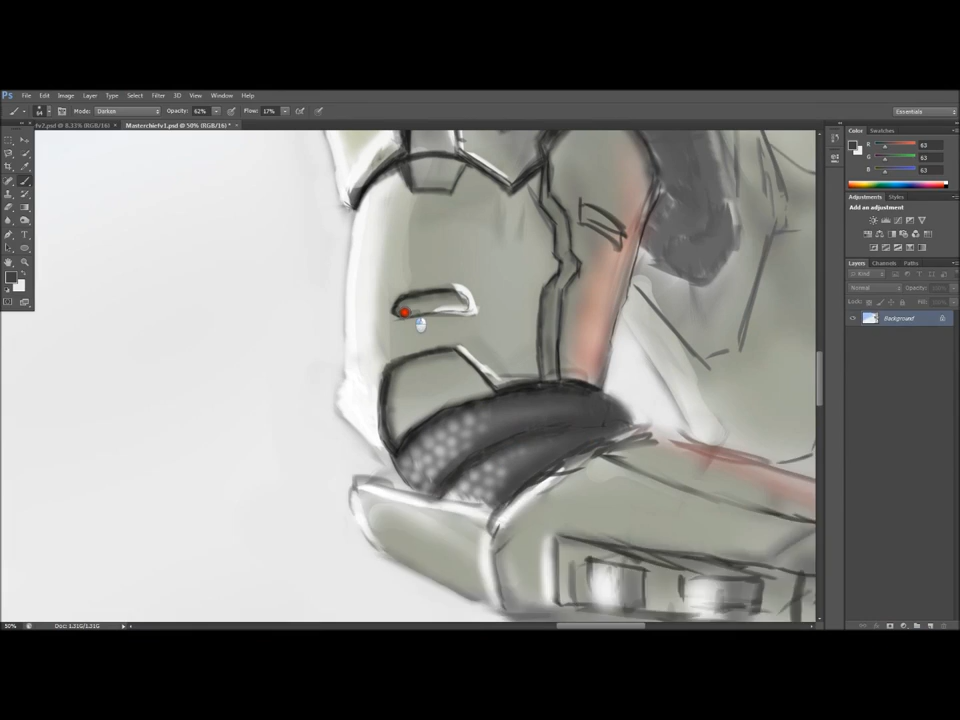 Ps File Edit Image Layer Type Select Filter 3D View Window Help
64 Mode: Darken Opacity: 62% Flow: 17% Essentials
fv2.psd @ 8.33% (RGB/16) × Masterchiefv1.psd @ 50% (RGB/16) * ×
Color Swatches
R 63
G 63
B 63
Adjustments Styles
Add an adjustment
Layers Channels Paths
Kind
Normal Opacity:
Lock: Fill:
Background
50% Doc: 1.31G/1.31G